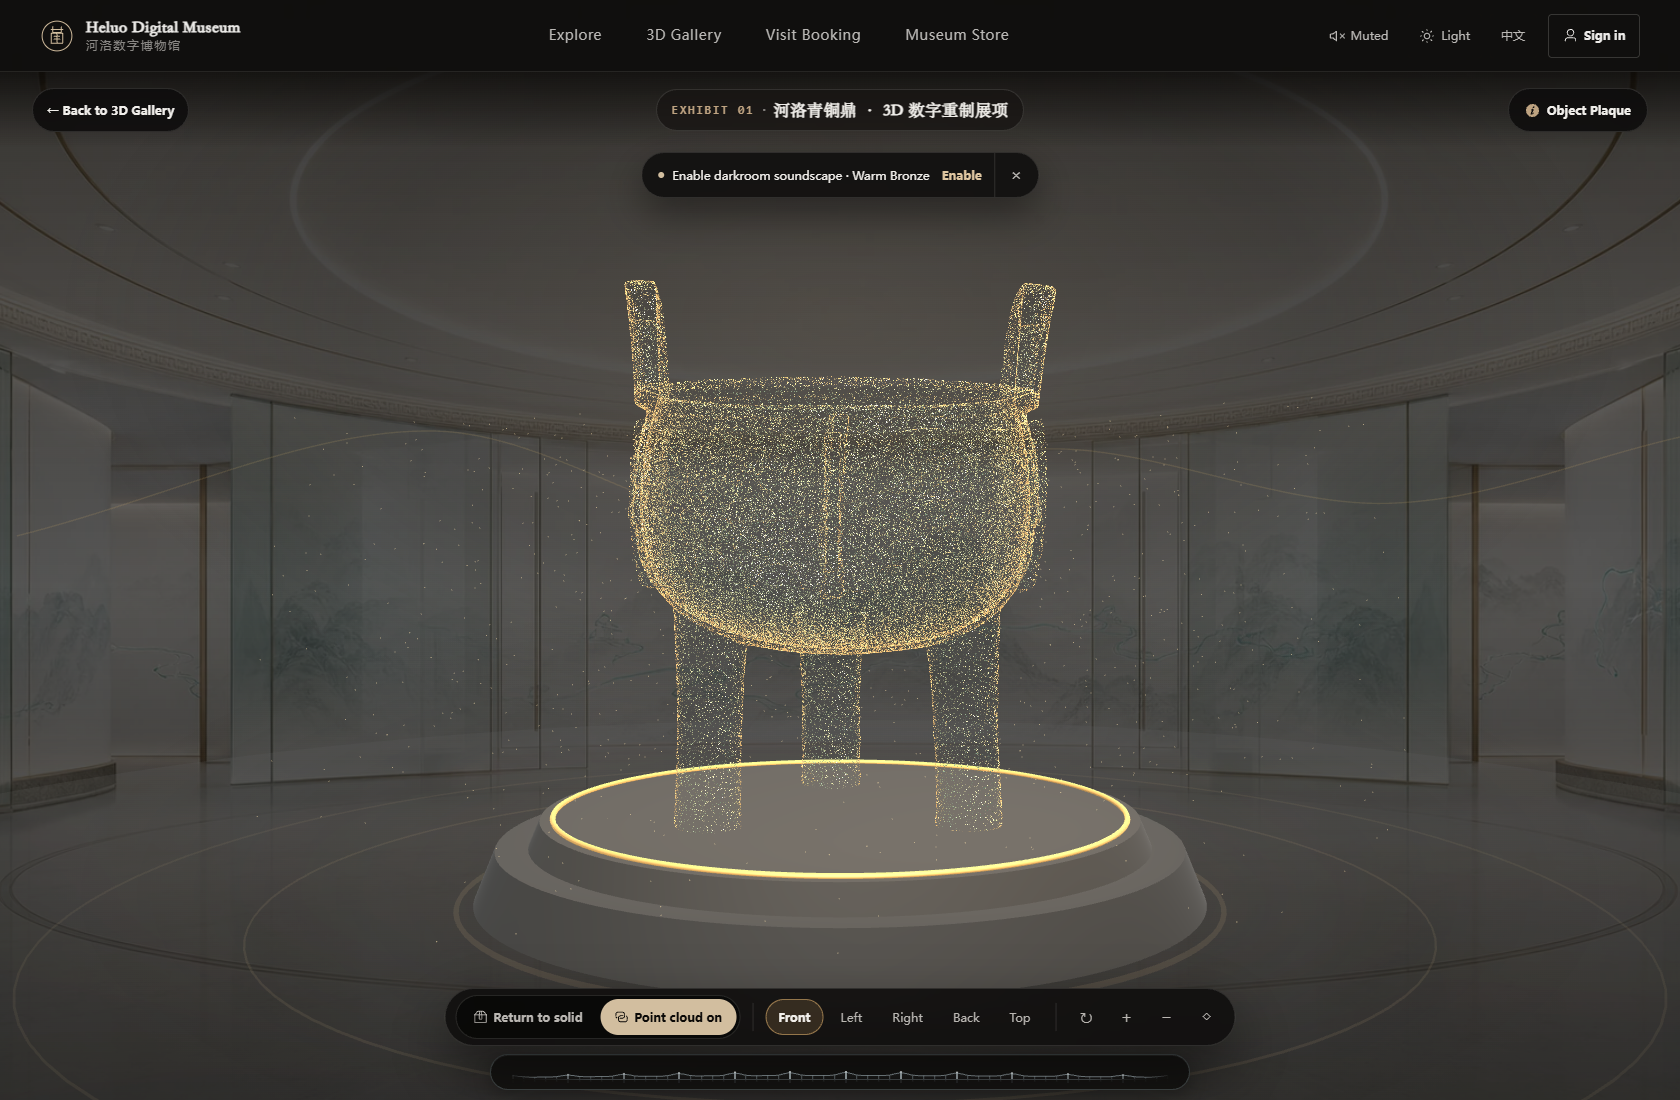 Heluo Digital Museum
河洛数字博物馆
Explore
3D Gallery
Visit Booking
Museum Store
Muted
Light
中文
Sign in
← Back to 3D Gallery
EXHIBIT 01 · 河洛青铜鼎 · 3D 数字重制展项
Object Plaque
Enable darkroom soundscape · Warm Bronze Enable ×
Return to solid
Point cloud on
Front
Left
Right
Back
Top
↻ + − ◇